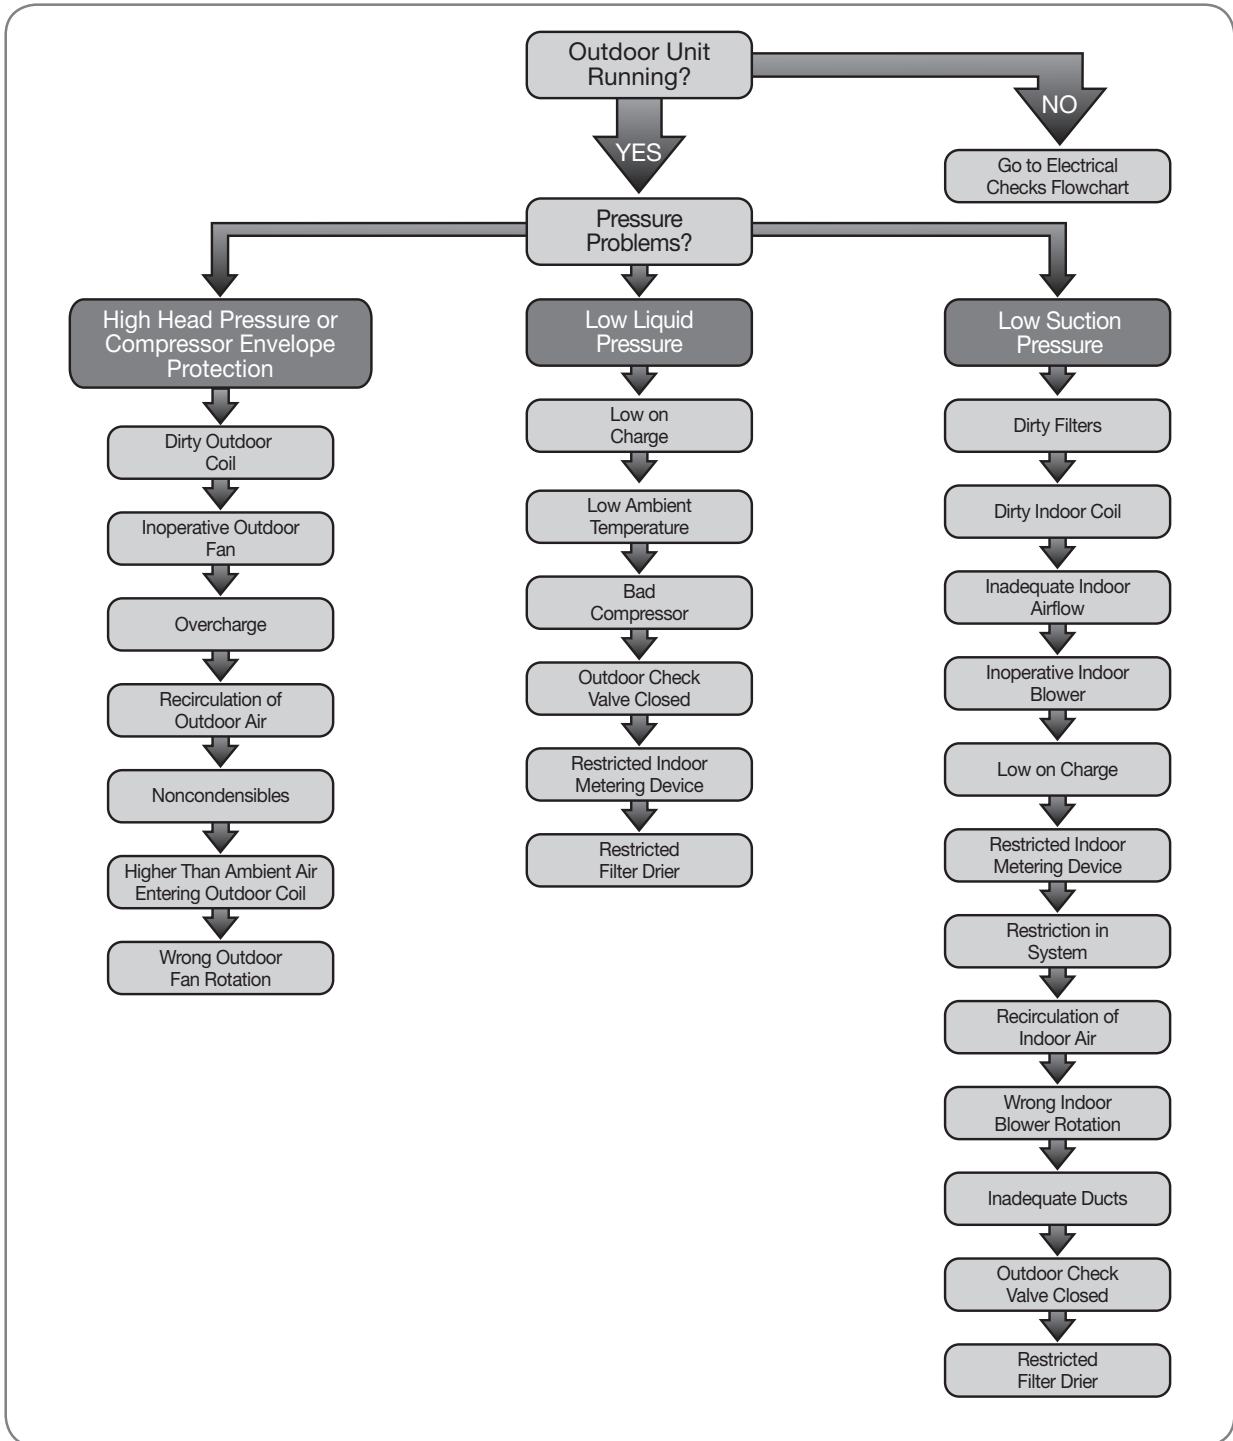 Outdoor Unit
Running?
NO
YES
Go to Electrical
Checks Flowchart
Pressure
Problems?
High Head Pressure or
Compressor Envelope
Protection
Dirty Outdoor
Coil
Inoperative Outdoor
Fan
Overcharge
Recirculation of
Outdoor Air
Noncondensibles
Higher Than Ambient Air
Entering Outdoor Coil
Wrong Outdoor
Fan Rotation
Low Liquid
Pressure
Low on
Charge
Low Ambient
Temperature
Bad
Compressor
Outdoor Check
Valve Closed
Restricted Indoor
Metering Device
Restricted
Filter Drier
Low Suction
Pressure
Dirty Filters
Dirty Indoor Coil
Inadequate Indoor
Airflow
Inoperative Indoor
Blower
Low on Charge
Restricted Indoor
Metering Device
Restriction in
System
Recirculation of
Indoor Air
Wrong Indoor
Blower Rotation
Inadequate Ducts
Outdoor Check
Valve Closed
Restricted
Filter Drier